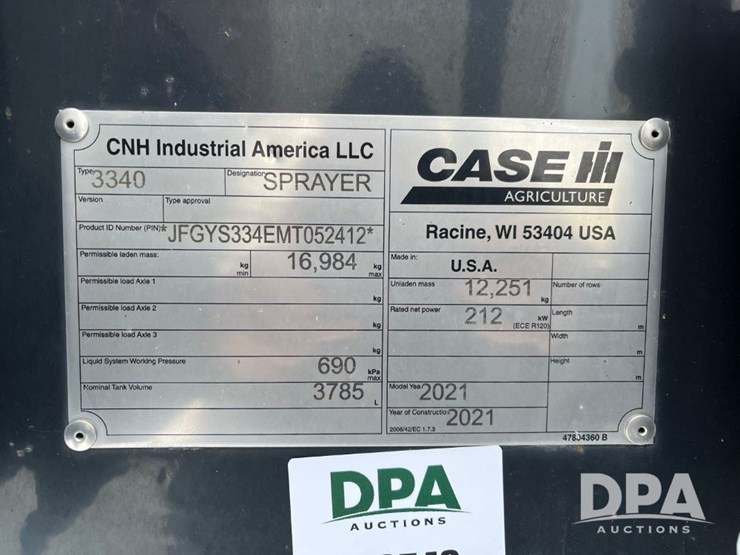 CNH Industrial America LLC
Type 3340
Designation SPRAYER
Version
Type approval
Product ID Number (PIN) *JFGYS334EMT052412*
Permissible laden mass: kg min 16,984 kg max
Permissible load Axle 1 kg
Permissible load Axle 2 kg
Permissible load Axle 3 kg
Liquid System Working Pressure 690 kPa max
Nominal Tank Volume 3785 L
CASE IH
AGRICULTURE
Racine, WI 53404 USA
Made in: U.S.A.
Unladen mass 12,251 kg
Number of rows
Rated net power 212 kW (ECE R120)
Length m
Width m
Height m
Model Yea 2021
Year of Constructio 2021
2006/42/EC 1.7.3
47804360 B
DPA
AUCTIONS
DPA
AUCTIONS